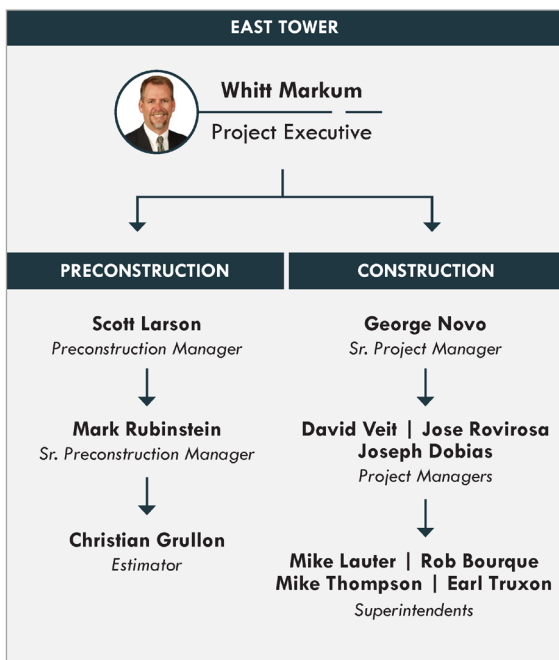 EAST TOWER
Whitt Markum
Project Executive
PRECONSTRUCTION
Scott Larson
Preconstruction Manager
Mark Rubinstein
Sr. Preconstruction Manager
Christian Grullon
Estimator
CONSTRUCTION
George Novo
Sr. Project Manager
David Veit | Jose Rovirosa
Joseph Dobias
Project Managers
Mike Lauter | Rob Bourque
Mike Thompson | Earl Truxon
Superintendents